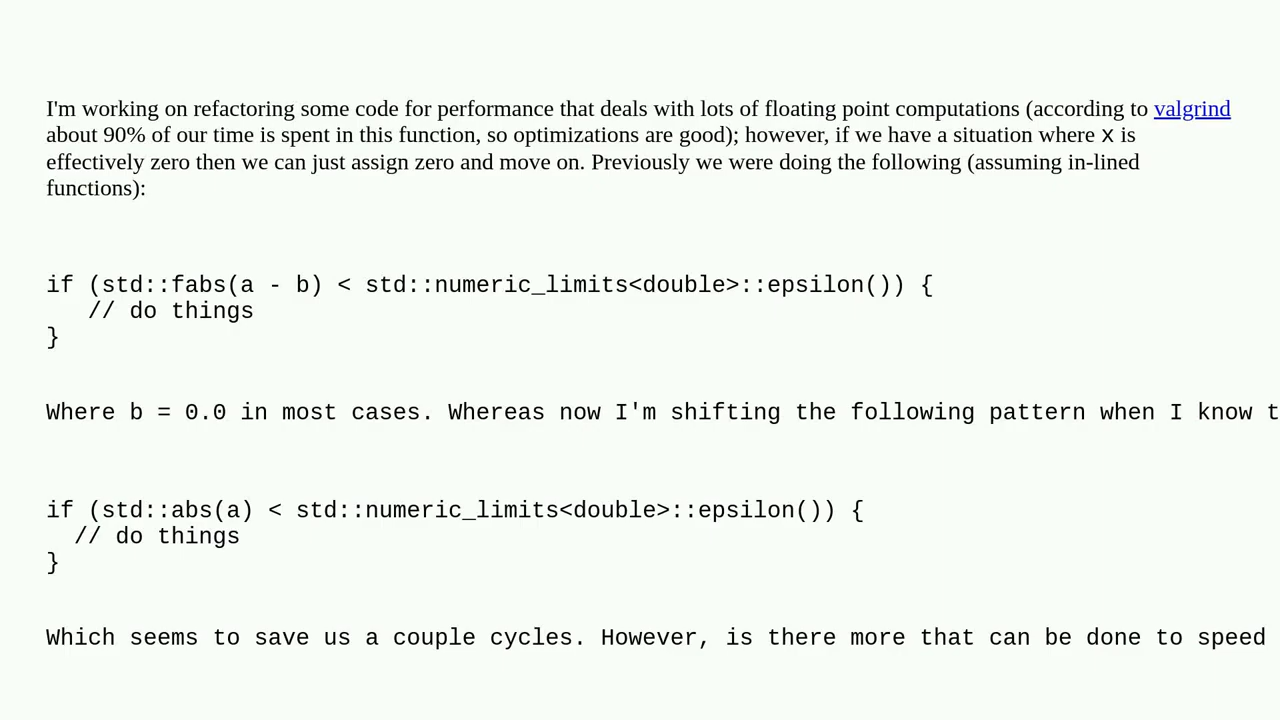 I'm working on refactoring some code for performance that deals with lots of floating point computations (according to valgrind
about 90% of our time is spent in this function, so optimizations are good); however, if we have a situation where x is
effectively zero then we can just assign zero and move on. Previously we were doing the following (assuming in-lined
functions):
if (std::fabs(a - b) < std::numeric_limits<double>::epsilon()) {
   // do things
}
Where b = 0.0 in most cases. Whereas now I'm shifting the following pattern when I know
if (std::abs(a) < std::numeric_limits<double>::epsilon()) {
  // do things
}
Which seems to save us a couple cycles. However, is there more that can be done to speed